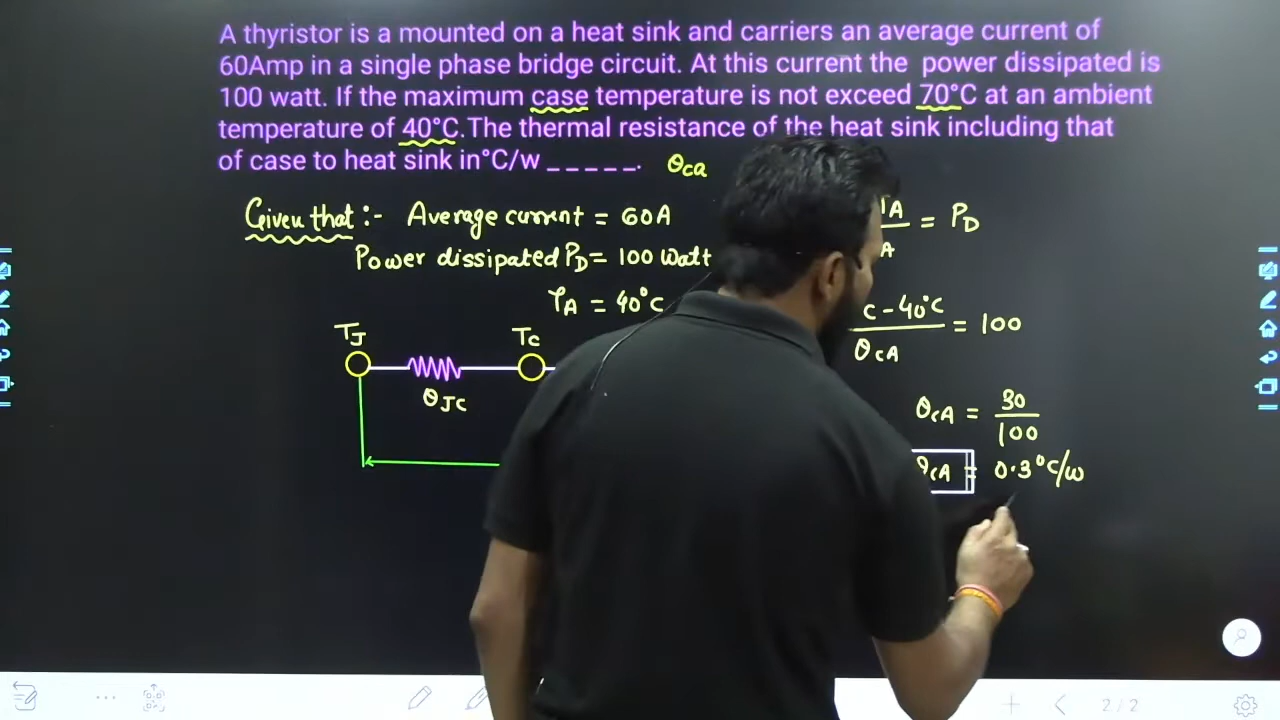 A thyristor is a mounted on a heat sink and carriers an average current of
60Amp in a single phase bridge circuit. At this current the power dissipated is
100 watt. If the maximum case temperature is not exceed 70°C at an ambient
temperature of 40°C.The thermal resistance of the heat sink including that
of case to heat sink in°C/w _ _ _ _ _. θca
Given that :- Average current = 60A
Power dissipated PD = 100 Watt
TA = 40°C
TJ
TC
θJC
A = PD
A
C - 40°C = 100
θCA
θCA = 30
100
θCA = 0.3°C/w
2 / 2